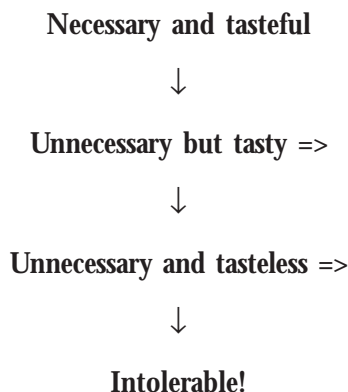 Necessary and tasteful
↓
Unnecessary but tasty =>
↓
Unnecessary and tasteless =>
↓
Intolerable!